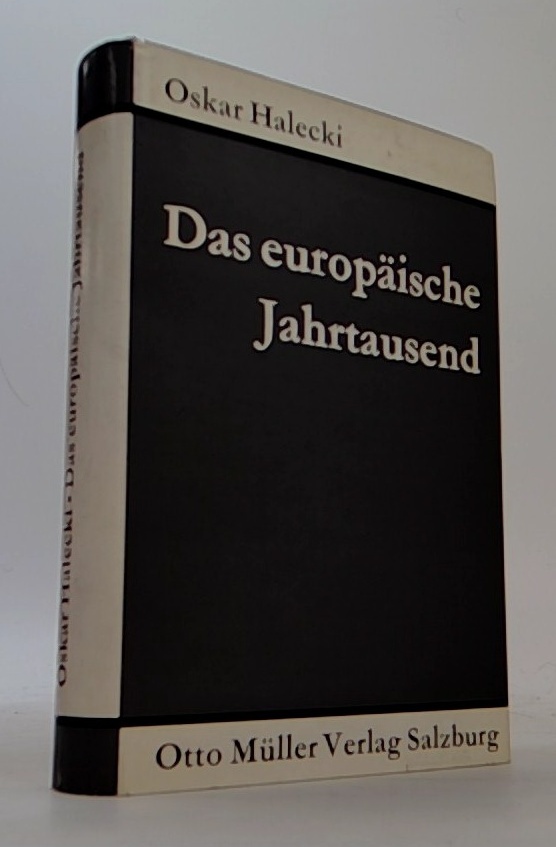 Oskar Halecki
Das europäische
Jahrtausend
Otto Müller Verlag Salzburg
Oskar Halecki · Das europäische Jahrtausend